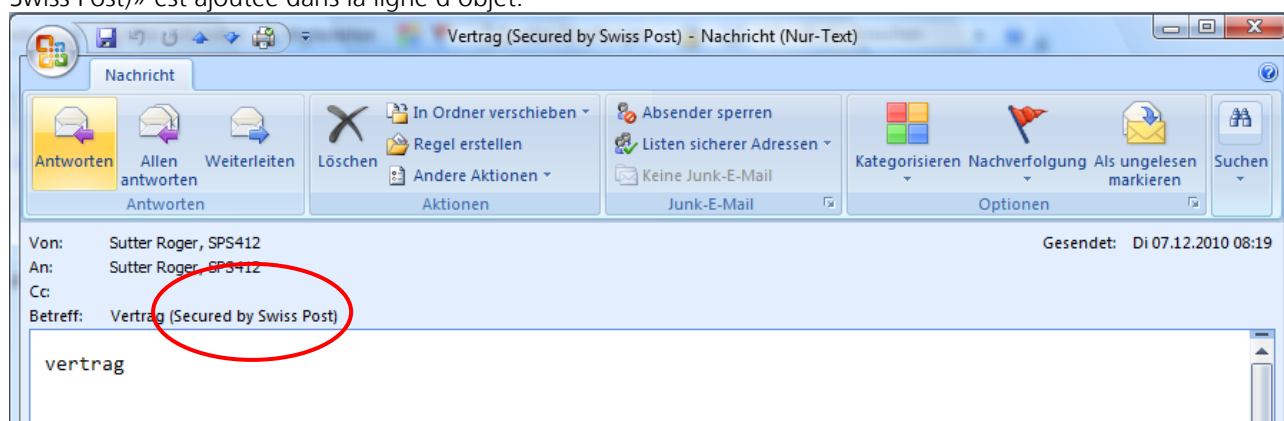 Swiss Post)» est ajoutée dans la ligne d'objet.
Vertrag (Secured by Swiss Post) - Nachricht (Nur-Text)
Nachricht
Antworten
Allen antworten
Weiterleiten
Antworten
Löschen
In Ordner verschieben
Regel erstellen
Andere Aktionen
Aktionen
Absender sperren
Listen sicherer Adressen
Keine Junk-E-Mail
Junk-E-Mail
Kategorisieren
Nachverfolgung
Als ungelesen markieren
Optionen
Suchen
Von: Sutter Roger, SPS412
Gesendet: Di 07.12.2010 08:19
An: Sutter Roger, SPS412
Cc:
Betreff: Vertrag (Secured by Swiss Post)
vertrag